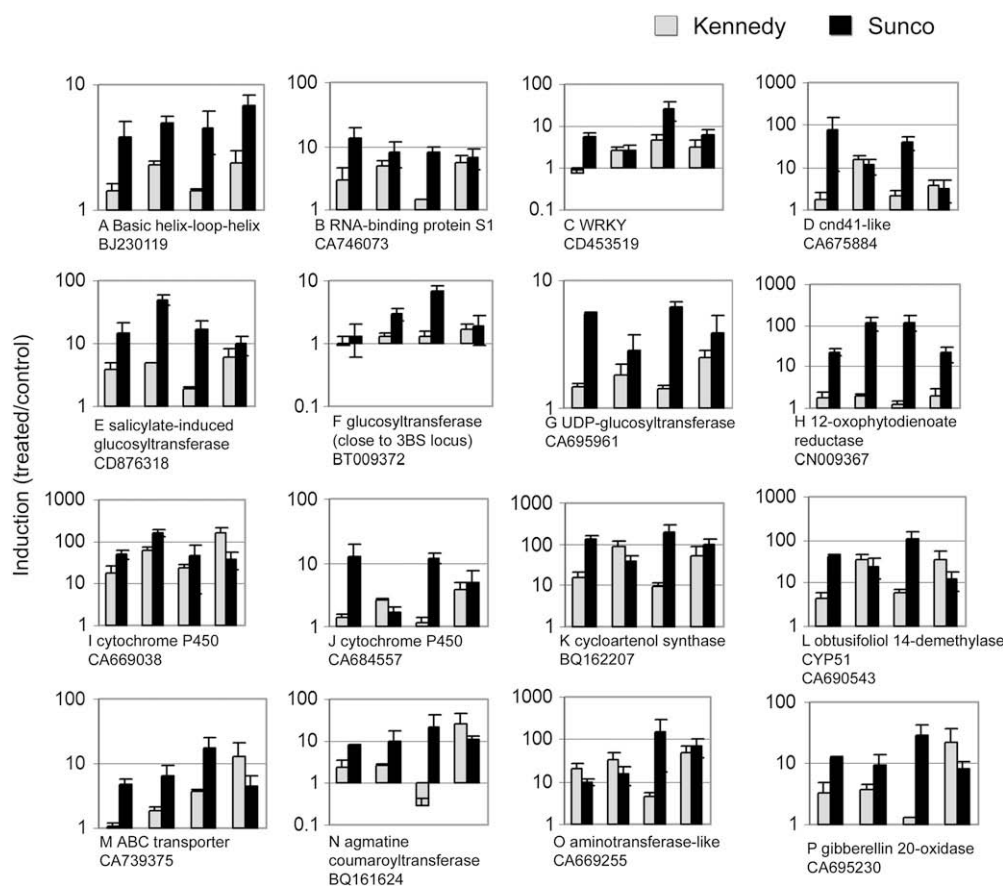 Kennedy Sunco
Induction (treated/control)
10
1
A Basic helix-loop-helix
BJ230119
100
10
1
B RNA-binding protein S1
CA746073
100
10
1
0.1
C WRKY
CD453519
1000
100
10
1
D cnd41-like
CA675884
100
10
1
E salicylate-induced
glucosyltransferase
CD876318
10
1
0.1
F glucosyltransferase
(close to 3BS locus)
BT009372
10
1
G UDP-glucosyltransferase
CA695961
1000
100
10
1
H 12-oxophytodienoate
reductase
CN009367
1000
100
10
1
I cytochrome P450
CA669038
100
10
1
J cytochrome P450
CA684557
1000
100
10
1
K cycloartenol synthase
BQ162207
1000
100
10
1
L obtusifoliol 14-demethylase
CYP51
CA690543
100
10
1
M ABC transporter
CA739375
100
10
1
0.1
N agmatine
coumaroyltransferase
BQ161624
1000
100
10
1
O aminotransferase-like
CA669255
100
10
1
P gibberellin 20-oxidase
CA695230